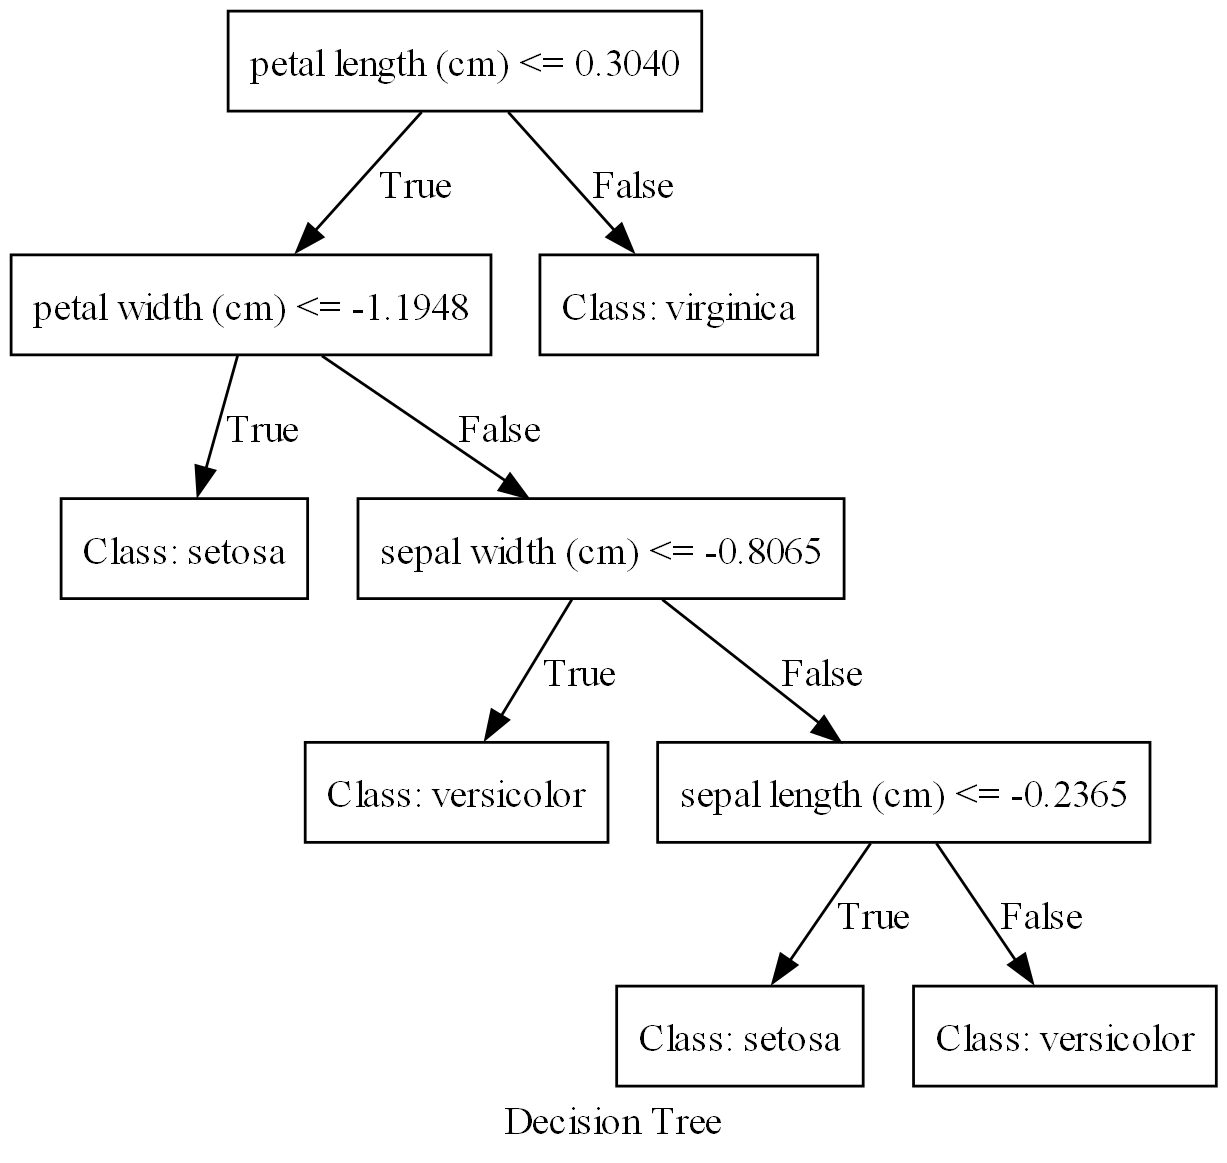 petal length (cm) <= 0.3040
True
False
petal width (cm) <= -1.1948
Class: virginica
True
False
Class: setosa
sepal width (cm) <= -0.8065
True
False
Class: versicolor
sepal length (cm) <= -0.2365
True
False
Class: setosa
Class: versicolor
Decision Tree